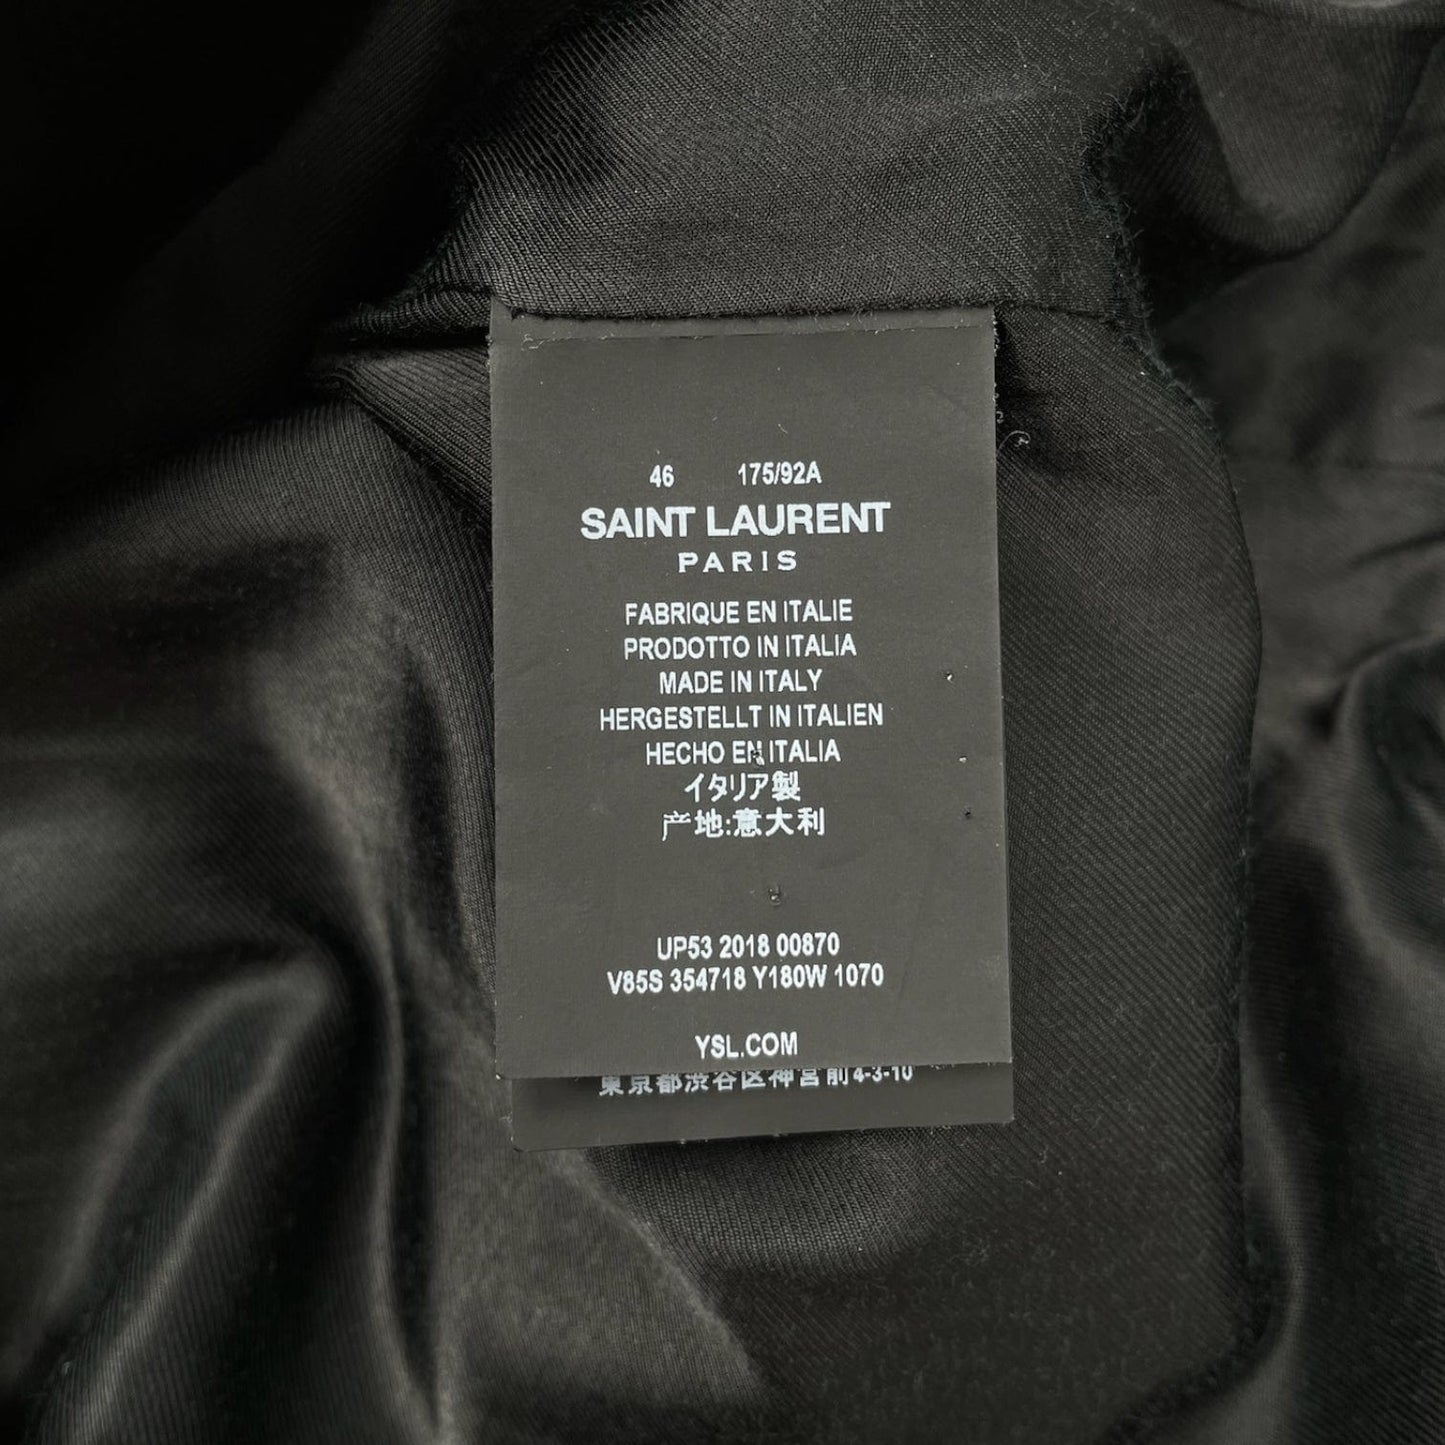 46 175/92A
SAINT LAURENT
PARIS
FABRIQUE EN ITALIE
PRODOTTO IN ITALIA
MADE IN ITALY
HERGESTELLT IN ITALIEN
HECHO EN ITALIA
イタリア製
产地:意大利
UP53 2018 00870
V85S 354718 Y180W 1070
YSL.COM
東京都渋谷区神宮前4-3-10